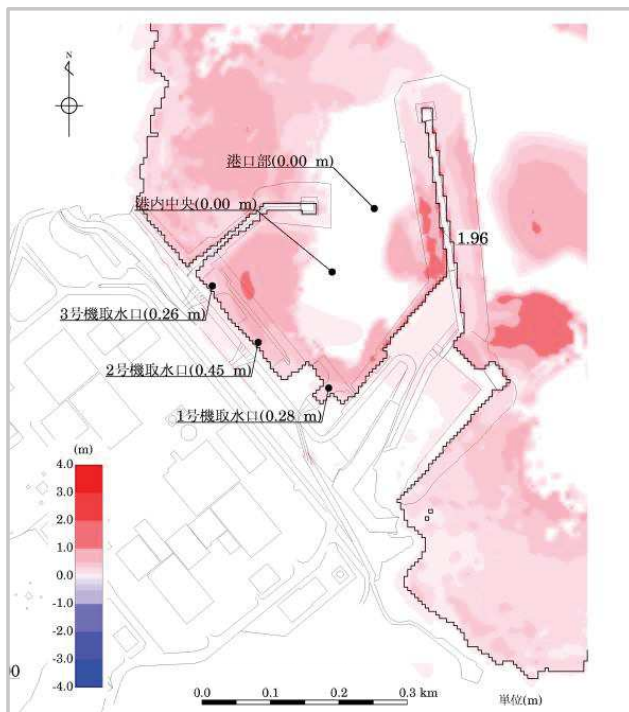 N
港口部(0.00 m)
港内中央(0.00 m)
1.96
3号機取水口(0.26 m)
2号機取水口(0.45 m)
1号機取水口(0.28 m)
(m)
4.0
3.0
2.0
1.0
0.0
-1.0
-2.0
-3.0
-4.0
00
0.0 0.1 0.2 0.3 km
単位(m)